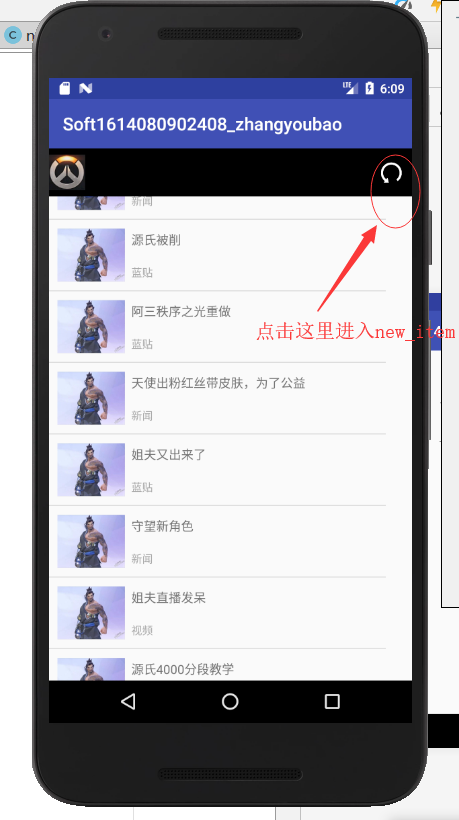 LTE 6:09
Soft1614080902408_zhangyoubao
新闻
源氏被削
蓝贴
阿三秩序之光重做
蓝贴
点击这里进入new_item
天使出粉红丝带皮肤，为了公益
新闻
姐夫又出来了
蓝贴
守望新角色
新闻
姐夫直播发呆
视频
源氏4000分段教学